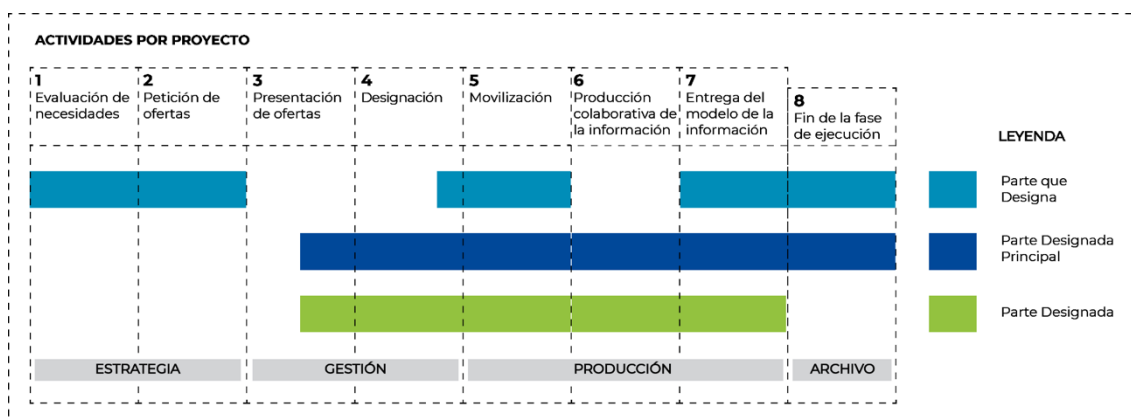 ACTIVIDADES POR PROYECTO
1
Evaluación de
necesidades
2
Petición de
ofertas
3
Presentación
de ofertas
4
Designación
5
Movilización
6
Producción
colaborativa de
la información
7
Entrega del
modelo de la
información
8
Fin de la fase
de ejecución
LEYENDA
Parte que
Designa
Parte Designada
Principal
Parte Designada
ESTRATEGIA
GESTIÓN
PRODUCCIÓN
ARCHIVO